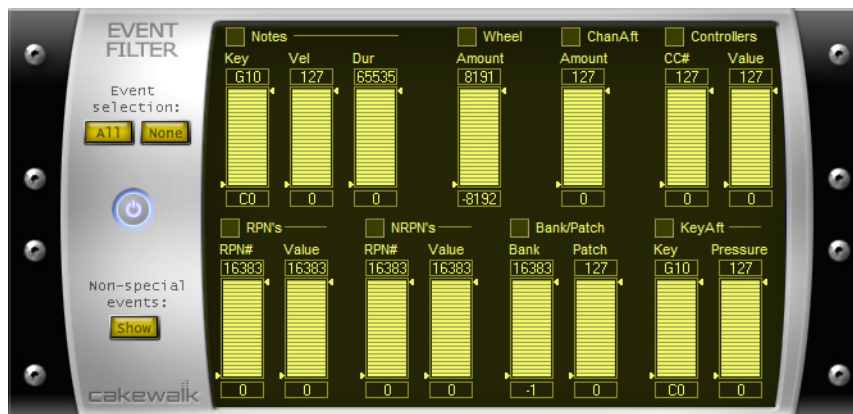 EVENT
FILTER
Event
selection:
All None
Non-special
events:
Show
cakewalk
Notes Wheel ChanAft Controllers
Key Vel Dur Amount Amount CC# Value
G10 127 65535 8191 127 127 127
C0 0 0 -8192 0 0 0
RPN's NRPN's Bank/Patch KeyAft
RPN# Value RPN# Value Bank Patch Key Pressure
16383 16383 16383 16383 16383 127 G10 127
0 0 0 0 -1 0 C0 0